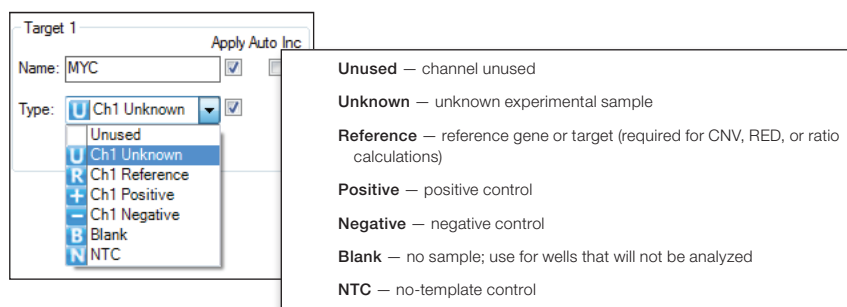 Target 1
Apply Auto Inc
Name: MYC
Type: U Ch1 Unknown
Unused
U Ch1 Unknown
R Ch1 Reference
+ Ch1 Positive
− Ch1 Negative
B Blank
N NTC
Unused — channel unused
Unknown — unknown experimental sample
Reference — reference gene or target (required for CNV, RED, or ratio
calculations)
Positive — positive control
Negative — negative control
Blank — no sample; use for wells that will not be analyzed
NTC — no-template control